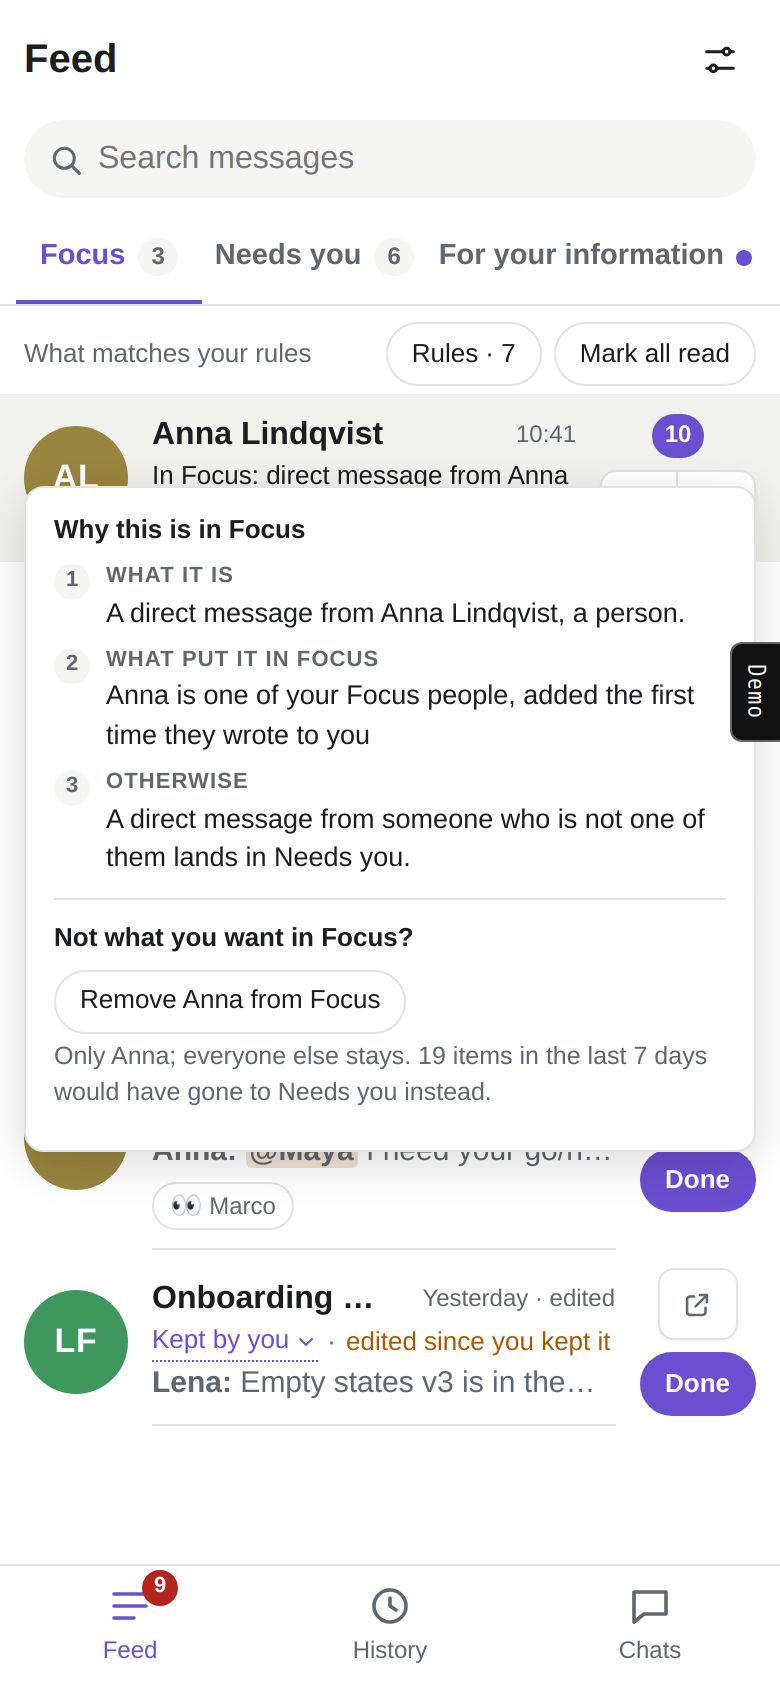 Feed
Search messages
Focus 3 Needs you 6 For your information
What matches your rules Rules · 7 Mark all read
Anna Lindqvist 10:41 10
AL
In Focus: direct message from Anna
Why this is in Focus
1 WHAT IT IS
A direct message from Anna Lindqvist, a person.
2 WHAT PUT IT IN FOCUS
Anna is one of your Focus people, added the first
time they wrote to you
3 OTHERWISE
A direct message from someone who is not one of
them lands in Needs you.
Not what you want in Focus?
Remove Anna from Focus
Only Anna; everyone else stays. 19 items in the last 7 days
would have gone to Needs you instead.
Demo
Anna: @Maya I need your go/n…
Done
👀 Marco
Onboarding … Yesterday · edited
LF
Kept by you · edited since you kept it
Lena: Empty states v3 is in the…
Done
9
Feed History Chats